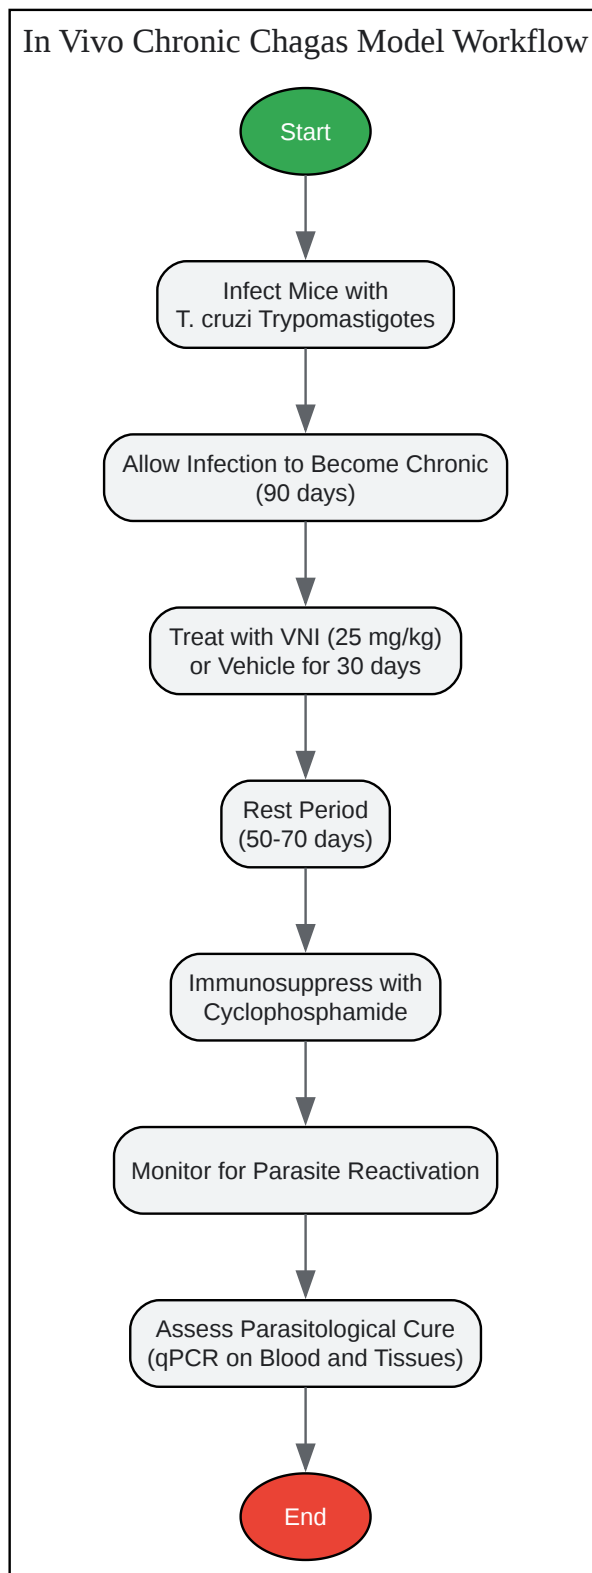 In Vivo Chronic Chagas Model Workflow
Start
Infect Mice with
T. cruzi Trypomastigotes
Allow Infection to Become Chronic
(90 days)
Treat with VNI (25 mg/kg)
or Vehicle for 30 days
Rest Period
(50-70 days)
Immunosuppress with
Cyclophosphamide
Monitor for Parasite Reactivation
Assess Parasitological Cure
(qPCR on Blood and Tissues)
End